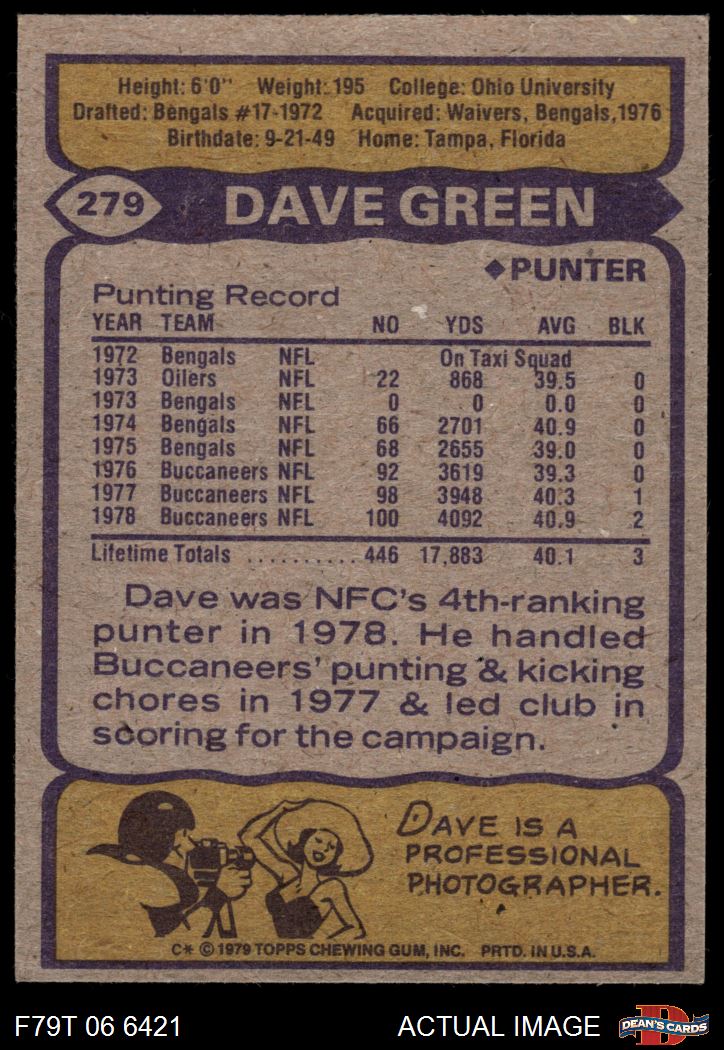 Height: 6'0" Weight: 195 College: Ohio University
Drafted: Bengals #17-1972 Acquired: Waivers, Bengals, 1976
Birthdate: 9-21-49 Home: Tampa, Florida
279 DAVE GREEN
◆PUNTER
Punting Record
YEAR TEAM NO YDS AVG BLK
1972 Bengals NFL On Taxi Squad
1973 Oilers NFL 22 868 39.5 0
1973 Bengals NFL 0 0 0.0 0
1974 Bengals NFL 66 2701 40.9 0
1975 Bengals NFL 68 2655 39.0 0
1976 Buccaneers NFL 92 3619 39.3 0
1977 Buccaneers NFL 98 3948 40.3 1
1978 Buccaneers NFL 100 4092 40.9 2
Lifetime Totals .......... 446 17,883 40.1 3
Dave was NFC's 4th-ranking
punter in 1978. He handled
Buccaneers' punting & kicking
chores in 1977 & led club in
scoring for the campaign.
DAVE IS A
PROFESSIONAL
PHOTOGRAPHER.
C* © 1979 TOPPS CHEWING GUM, INC. PRTD. IN U.S.A.
F79T 06 6421 ACTUAL IMAGE D DEAN'S CARDS